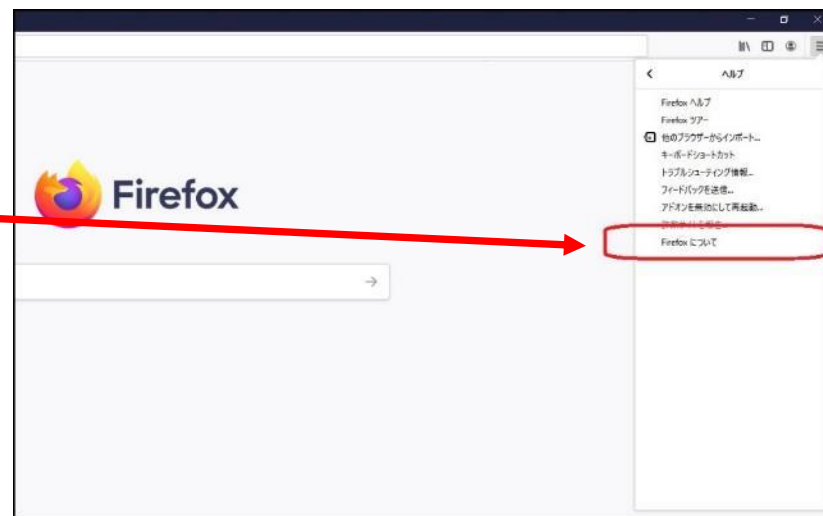 ヘルプ
Firefox ヘルプ
Firefox ツアー
他のブラウザーからインポート...
キーボードショートカット
トラブルシューティング情報...
フィードバックを送信...
アドオンを無効にして再起動...
Firefox について
Firefox